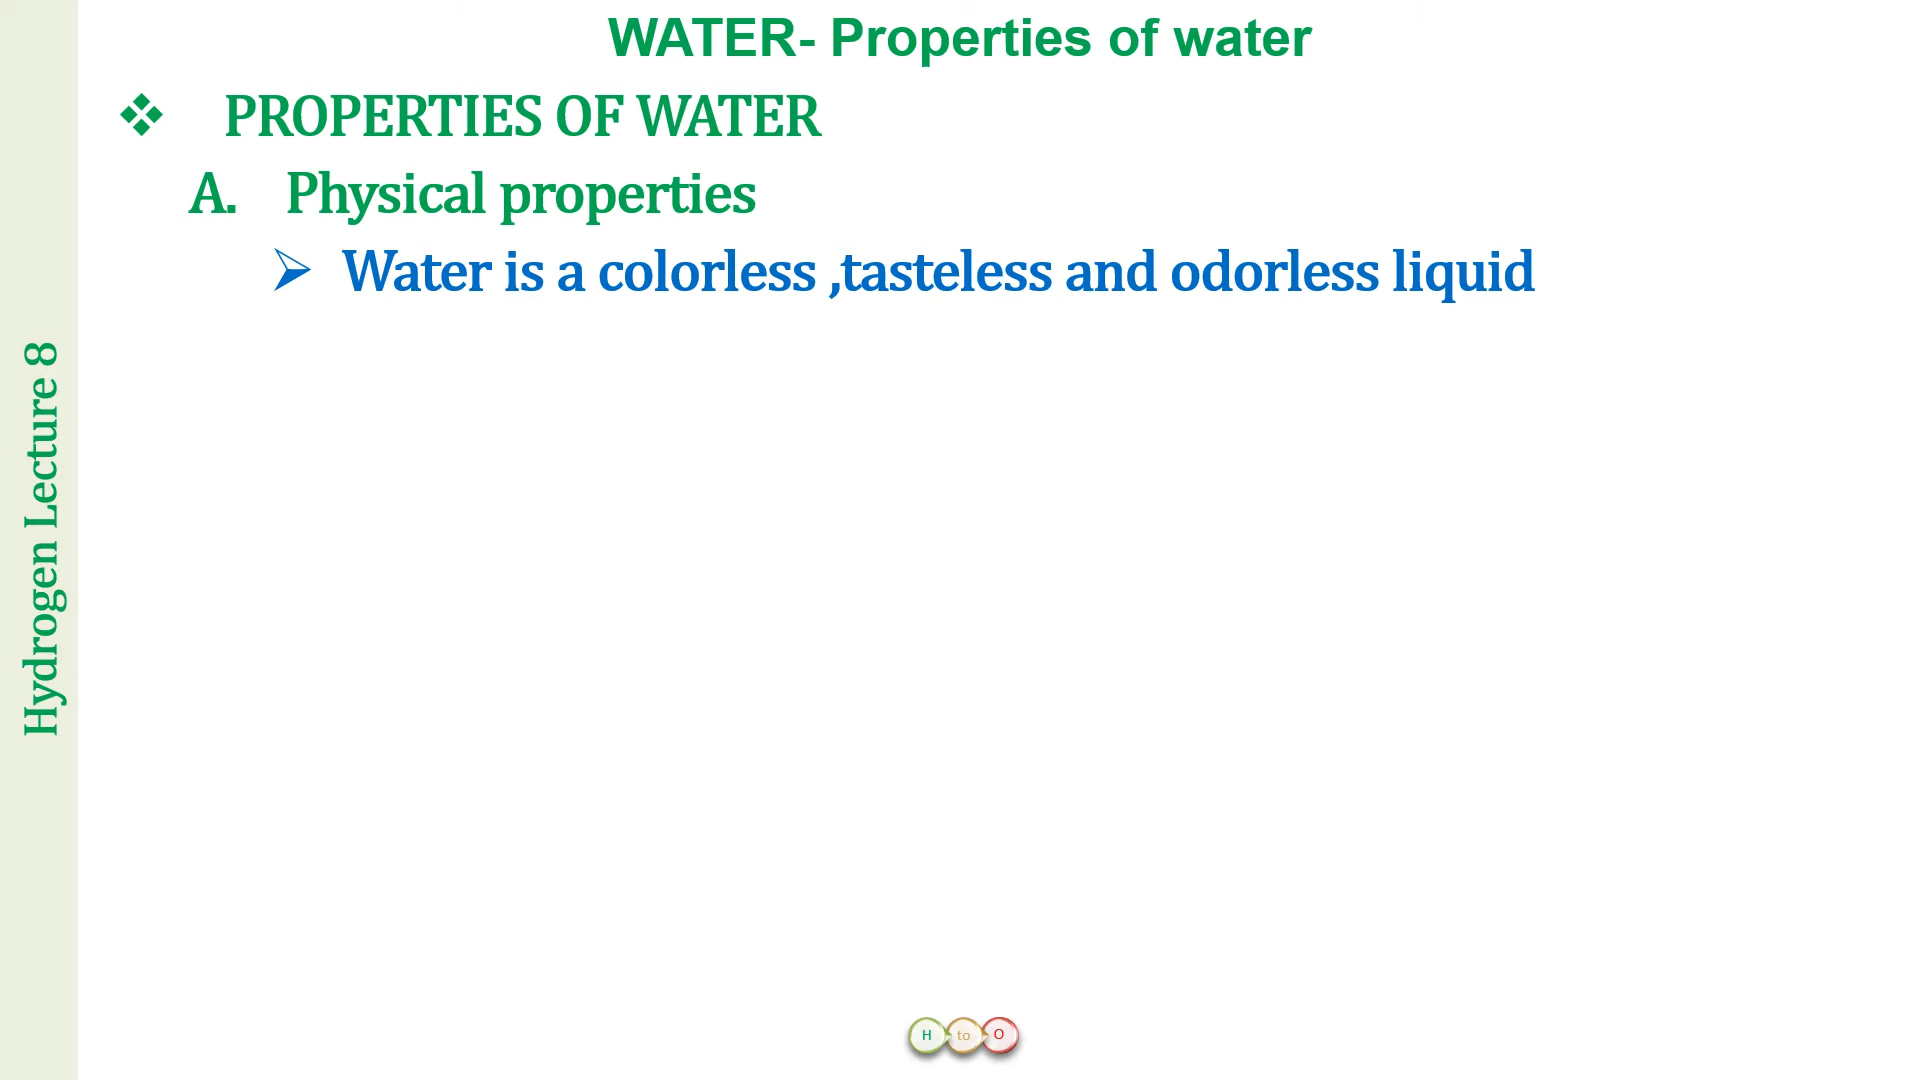 WATER- Properties of water
❖ PROPERTIES OF WATER
A. Physical properties
➢ Water is a colorless ,tasteless and odorless liquid
Hydrogen Lecture 8
H to O